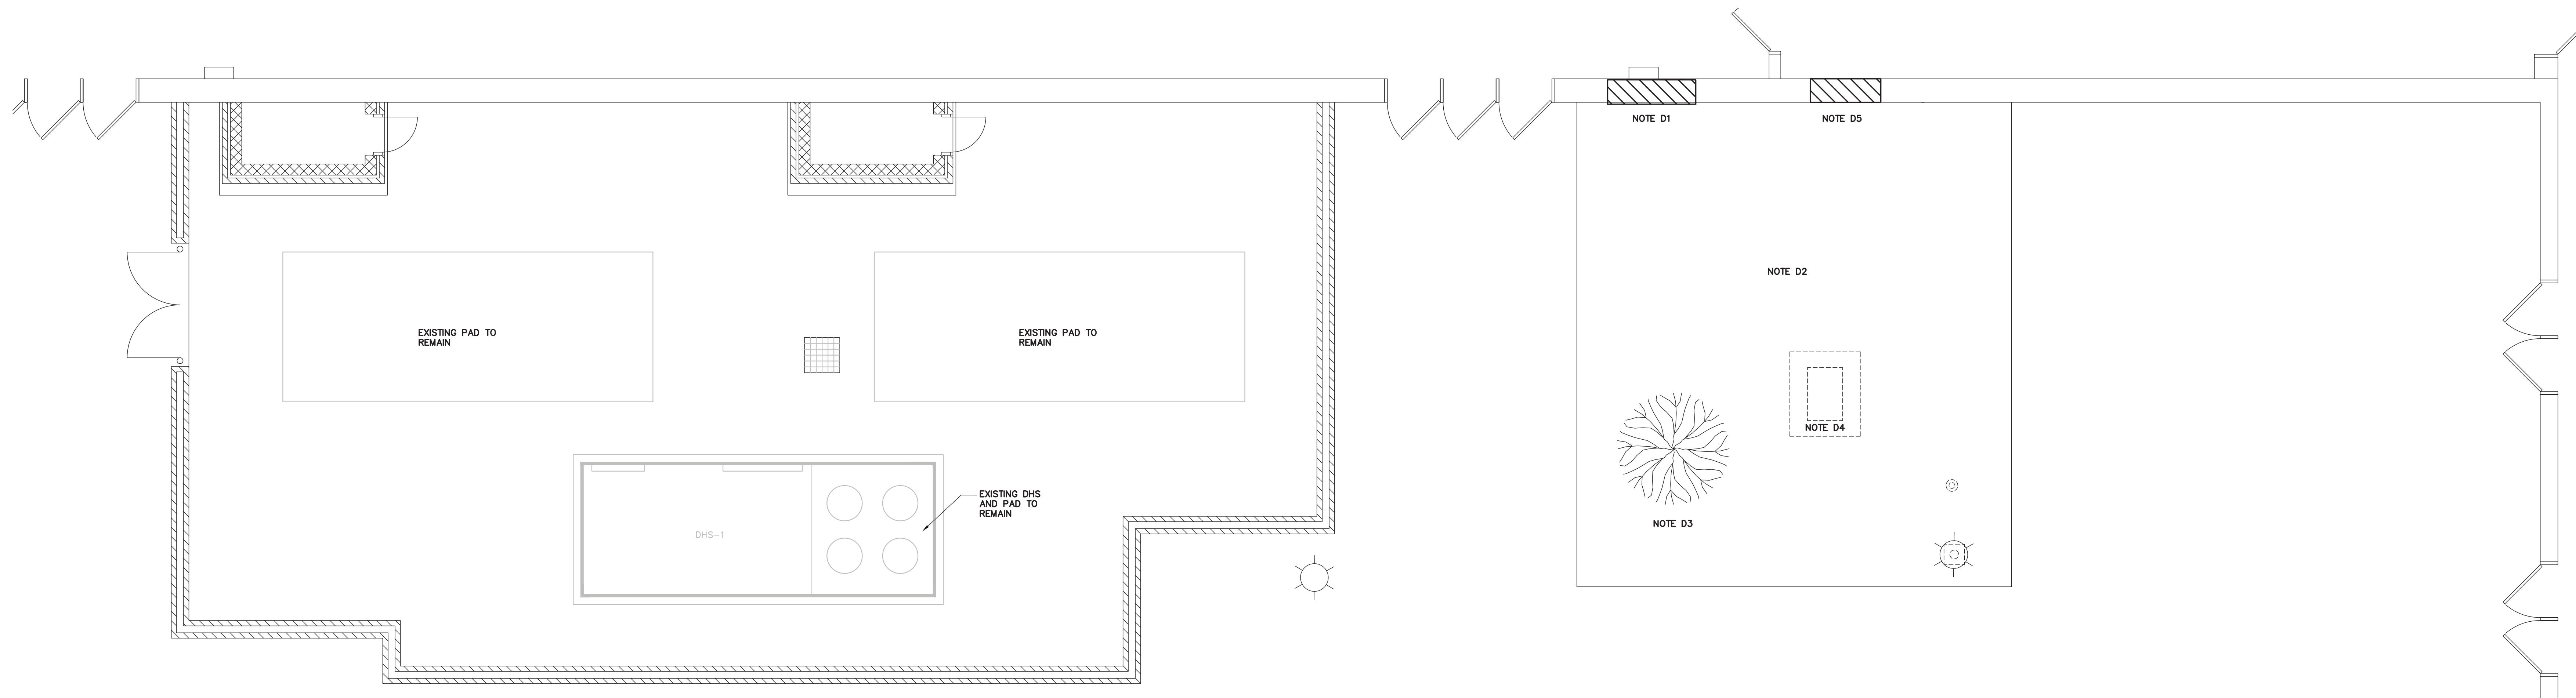 NOTE D1
NOTE D5
NOTE D2
EXISTING PAD TO
REMAIN
EXISTING PAD TO
REMAIN
NOTE D4
EXISTING DHS
AND PAD TO
REMAIN
NOTE D3
DHS-1